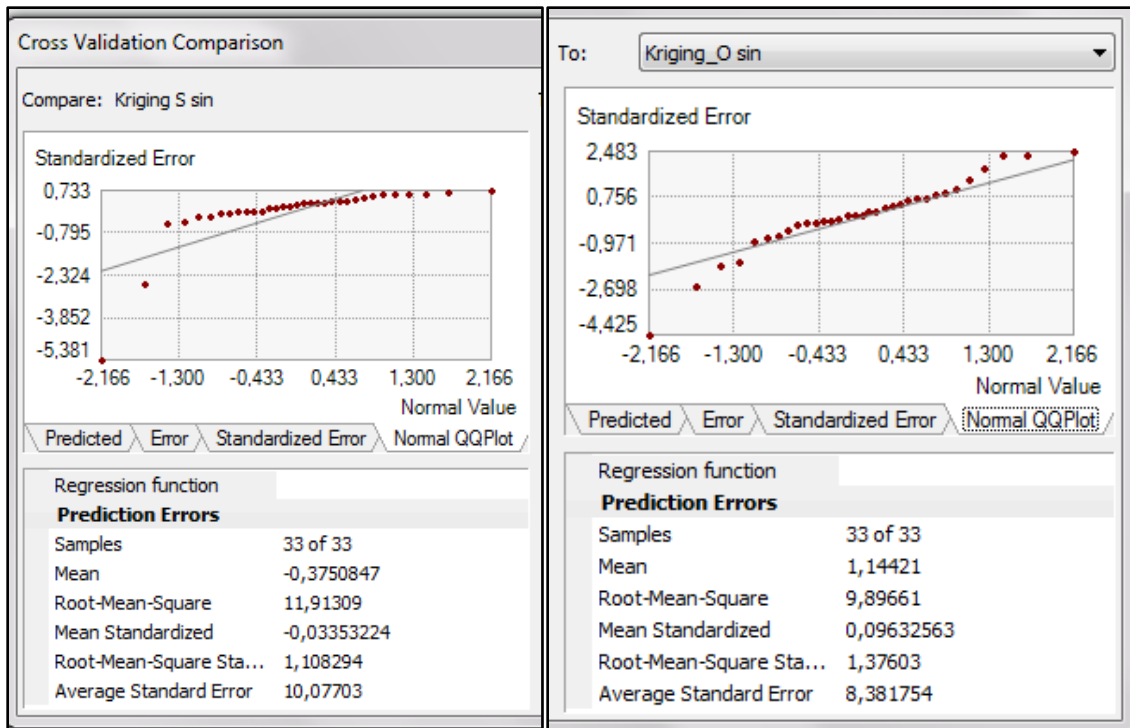 Cross Validation Comparison
Compare: Kriging S sin
Standardized Error
0,733
-0,795
-2,324
-3,852
-5,381
-2,166 -1,300 -0,433 0,433 1,300 2,166
Normal Value
Predicted Error Standardized Error Normal QQPlot
Regression function
Prediction Errors
Samples 33 of 33
Mean -0,3750847
Root-Mean-Square 11,91309
Mean Standardized -0,03353224
Root-Mean-Square Sta... 1,108294
Average Standard Error 10,07703
To: Kriging_O sin
Standardized Error
2,483
0,756
-0,971
-2,698
-4,425
-2,166 -1,300 -0,433 0,433 1,300 2,166
Normal Value
Predicted Error Standardized Error Normal QQPlot
Regression function
Prediction Errors
Samples 33 of 33
Mean 1,14421
Root-Mean-Square 9,89661
Mean Standardized 0,09632563
Root-Mean-Square Sta... 1,37603
Average Standard Error 8,381754